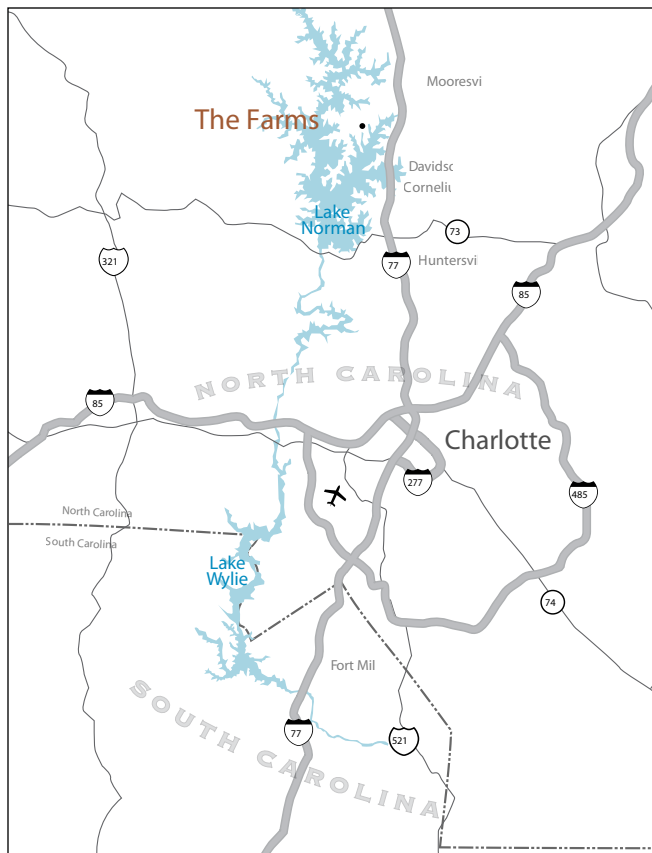 Mooresvi
The Farms
Davidsc
Corneliu
Lake
Norman
73
321
77
Huntersvi
85
NORTH CAROLINA
85
Charlotte
277
485
North Carolina
South Carolina
Lake
Wylie
74
Fort Mil
SOUTH CAROLINA
77
521